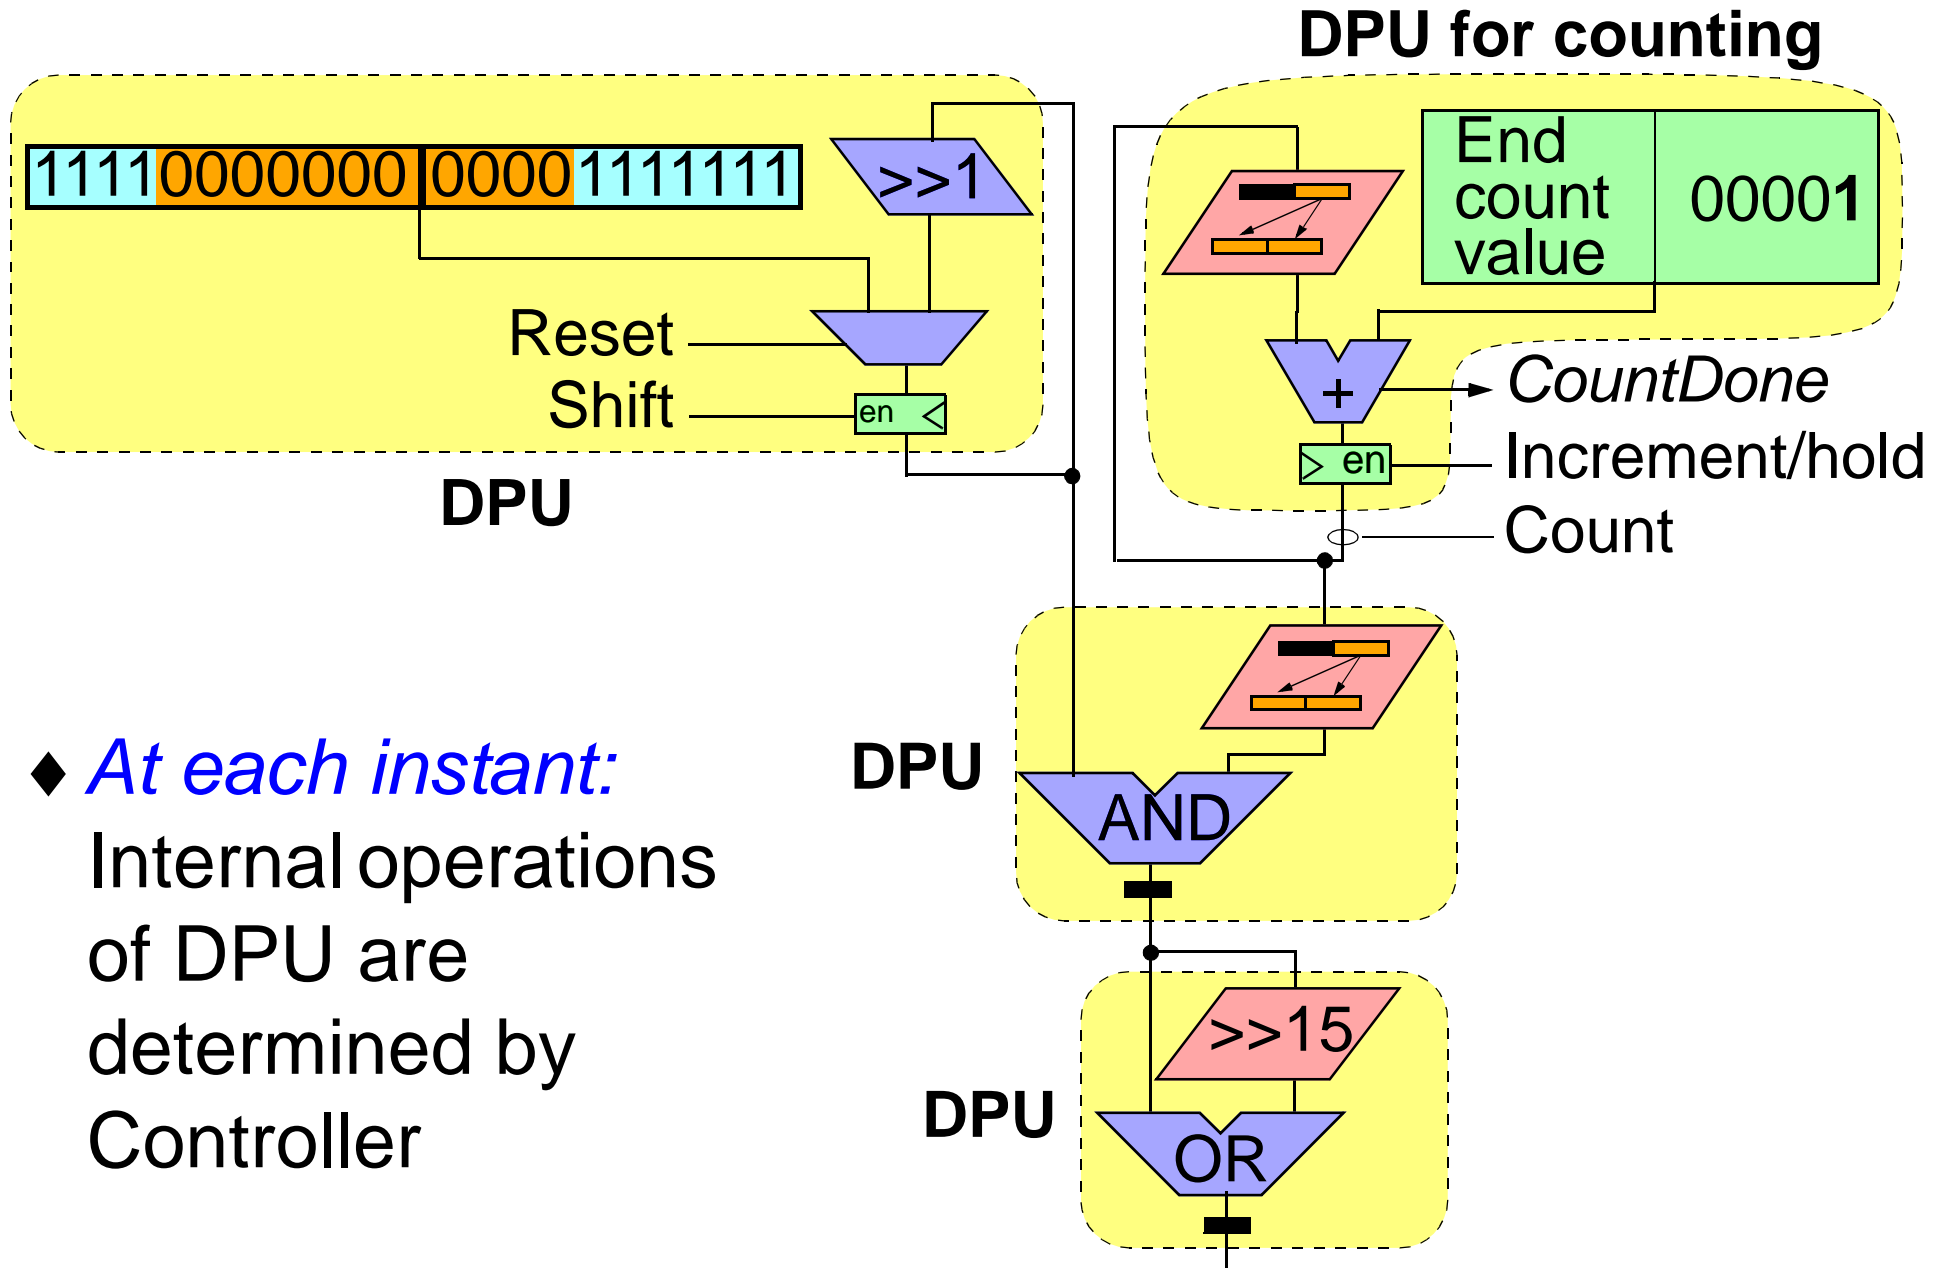 DPU for counting
11110000000 00001111111
>>1
End
count
value
00001
Reset
Shift
en
+
CountDone
en
Increment/hold
Count
DPU
DPU
AND
♦ At each instant:
Internal operations
of DPU are
determined by
Controller
>>15
DPU
OR